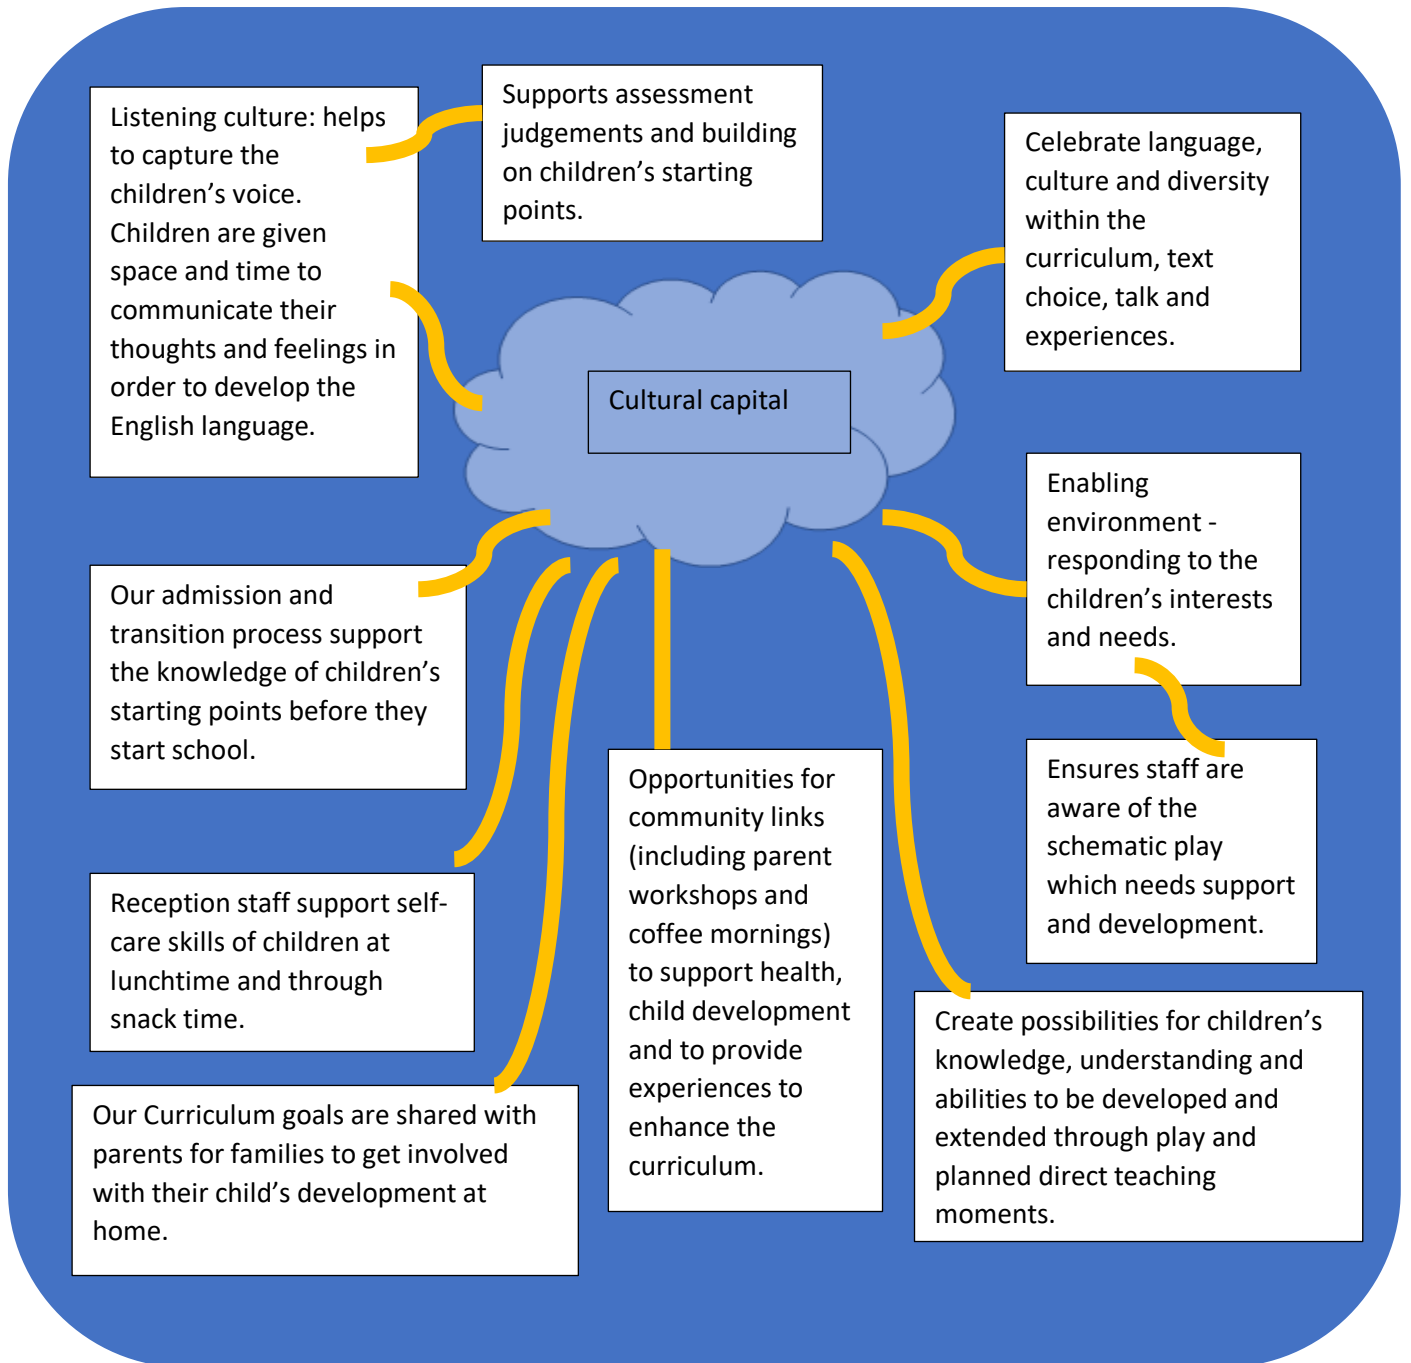 Listening culture: helps
to capture the
children’s voice.
Children are given
space and time to
communicate their
thoughts and feelings in
order to develop the
English language.
Supports assessment
judgements and building
on children’s starting
points.
Celebrate language,
culture and diversity
within the
curriculum, text
choice, talk and
experiences.
Cultural capital
Enabling
environment -
responding to the
children’s interests
and needs.
Our admission and
transition process support
the knowledge of children’s
starting points before they
start school.
Ensures staff are
aware of the
schematic play
which needs support
and development.
Opportunities for
community links
(including parent
workshops and
coffee mornings)
to support health,
child development
and to provide
experiences to
enhance the
curriculum.
Reception staff support self-
care skills of children at
lunchtime and through
snack time.
Create possibilities for children’s
knowledge, understanding and
abilities to be developed and
extended through play and
planned direct teaching
moments.
Our Curriculum goals are shared with
parents for families to get involved
with their child’s development at
home.